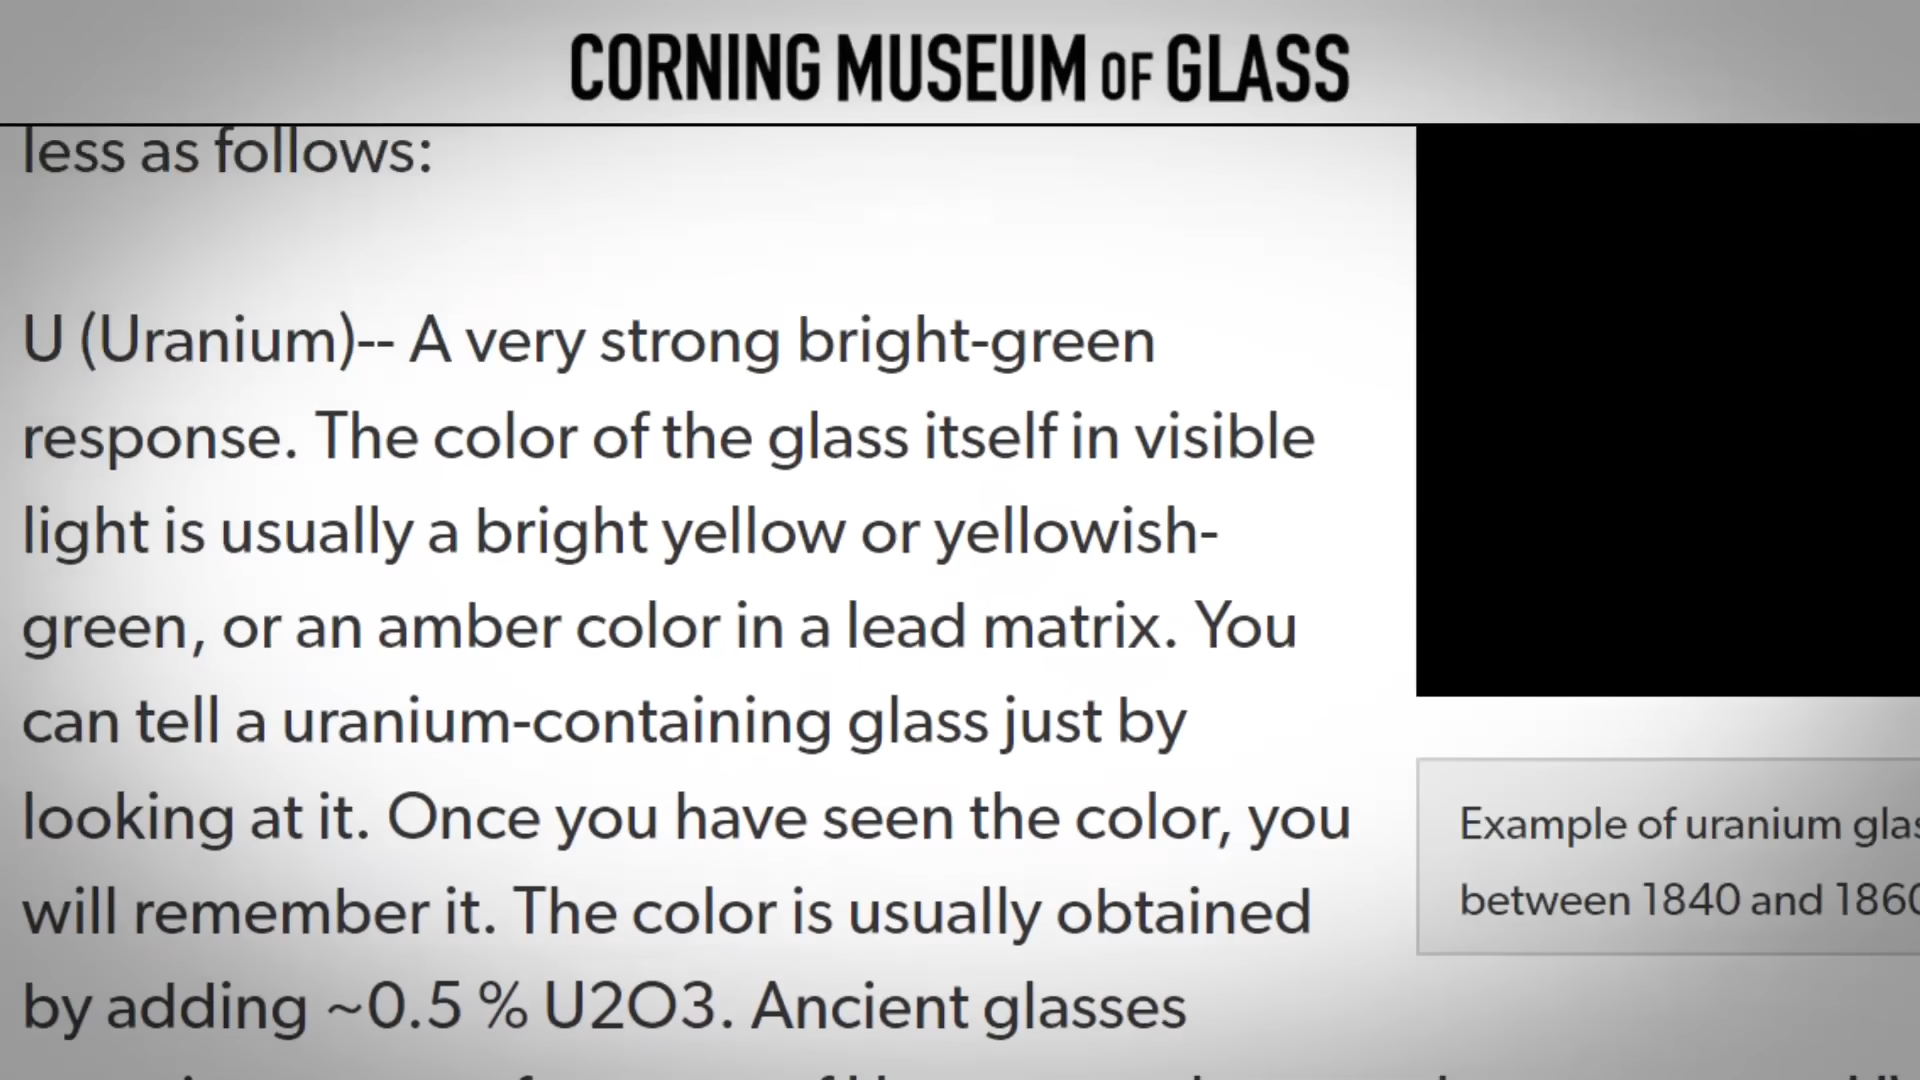 CORNING MUSEUM OF GLASS
less as follows:
U (Uranium)-- A very strong bright-green
response. The color of the glass itself in visible
light is usually a bright yellow or yellowish-
green, or an amber color in a lead matrix. You
can tell a uranium-containing glass just by
looking at it. Once you have seen the color, you
will remember it. The color is usually obtained
by adding ~0.5 % U2O3. Ancient glasses
Example of uranium glas
between 1840 and 1860